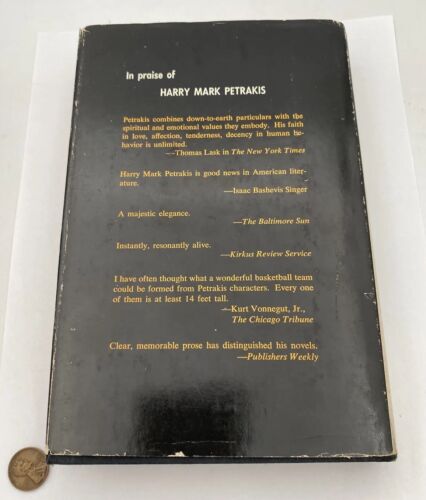 In praise of
HARRY MARK PETRAKIS
Petrakis combines down-to-earth particulars with the
spiritual and emotional values they embody. His faith
in love, affection, tenderness, decency in human be-
havior is unlimited.
—Thomas Lask in The New York Times
Harry Mark Petrakis is good news in American liter-
ature.
—Isaac Bashevis Singer
A majestic elegance.
—The Baltimore Sun
Instantly, resonantly alive.
—Kirkus Review Service
I have often thought what a wonderful basketball team
could be formed from Petrakis characters. Every one
of them is at least 14 feet tall.
—Kurt Vonnegut, Jr.,
The Chicago Tribune
Clear, memorable prose has distinguished his novels.
—Publishers Weekly